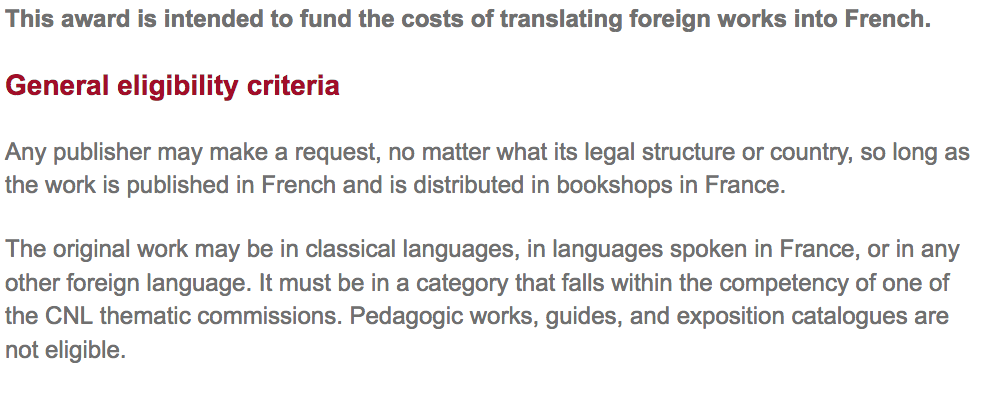 This award is intended to fund the costs of translating foreign works into French.
General eligibility criteria
Any publisher may make a request, no matter what its legal structure or country, so long as
the work is published in French and is distributed in bookshops in France.
The original work may be in classical languages, in languages spoken in France, or in any
other foreign language. It must be in a category that falls within the competency of one of
the CNL thematic commissions. Pedagogic works, guides, and exposition catalogues are
not eligible.